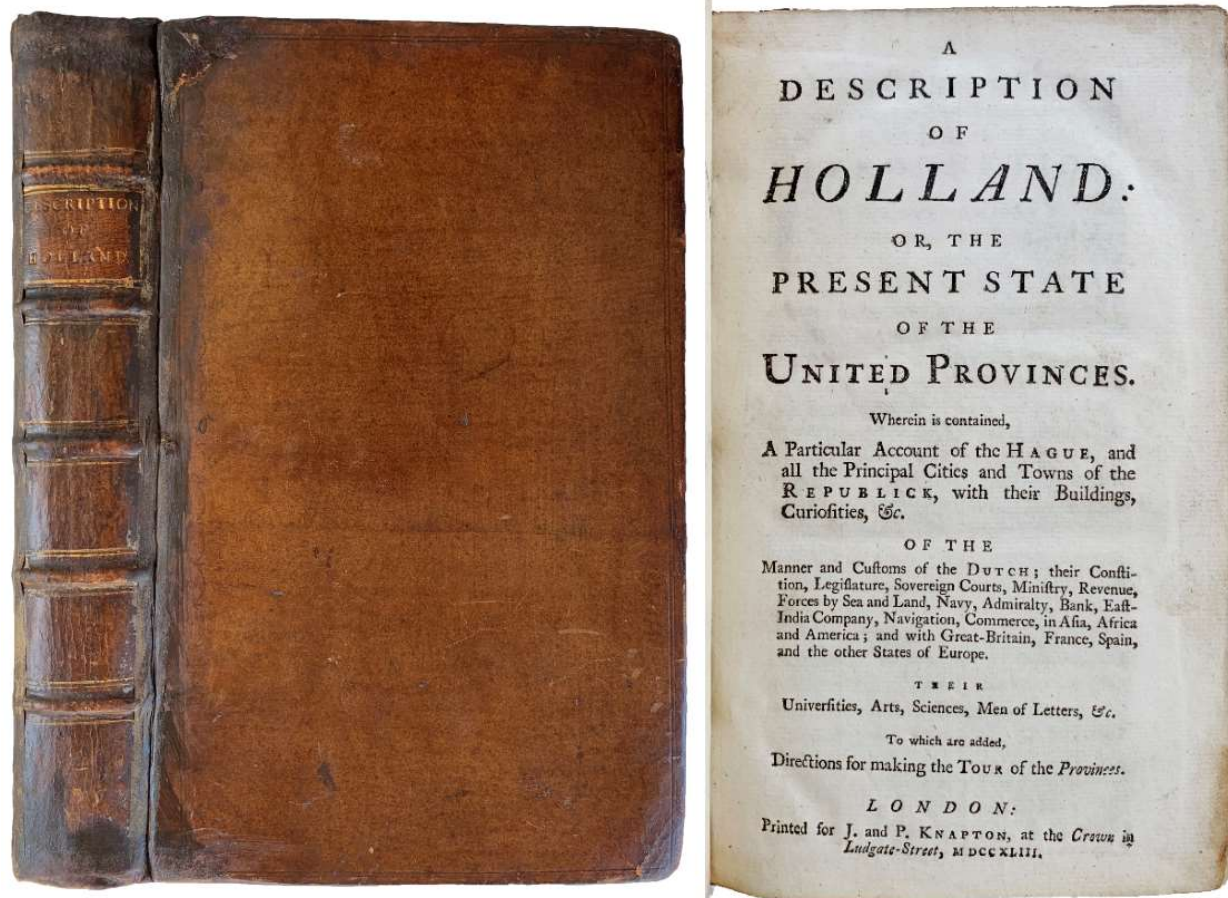 DESCRIPTION
OF
HOLLAND
A
DESCRIPTION
OF
HOLLAND:
OR, THE
PRESENT STATE
OF THE
UNITED PROVINCES.
Wherein is contained,
A Particular Account of the HAGUE, and
all the Principal Cities and Towns of the
REPUBLICK, with their Buildings,
Curioſities, &c.
OF THE
Manner and Cuſtoms of the DUTCH; their Conſti-
tion, Legiſlature, Sovereign Courts, Miniſtry, Revenue,
Forces by Sea and Land, Navy, Admiralty, Bank, Eaſt-
India Company, Navigation, Commerce, in Aſia, Africa
and America; and with Great-Britain, France, Spain,
and the other States of Europe.
THEIR
Univerſities, Arts, Sciences, Men of Letters, &c.
To which are added,
Directions for making the TOUR of the Provinces.
LONDON:
Printed for J. and P. KNAPTON, at the Crown in
Ludgate-Street, MDCCXLIII.